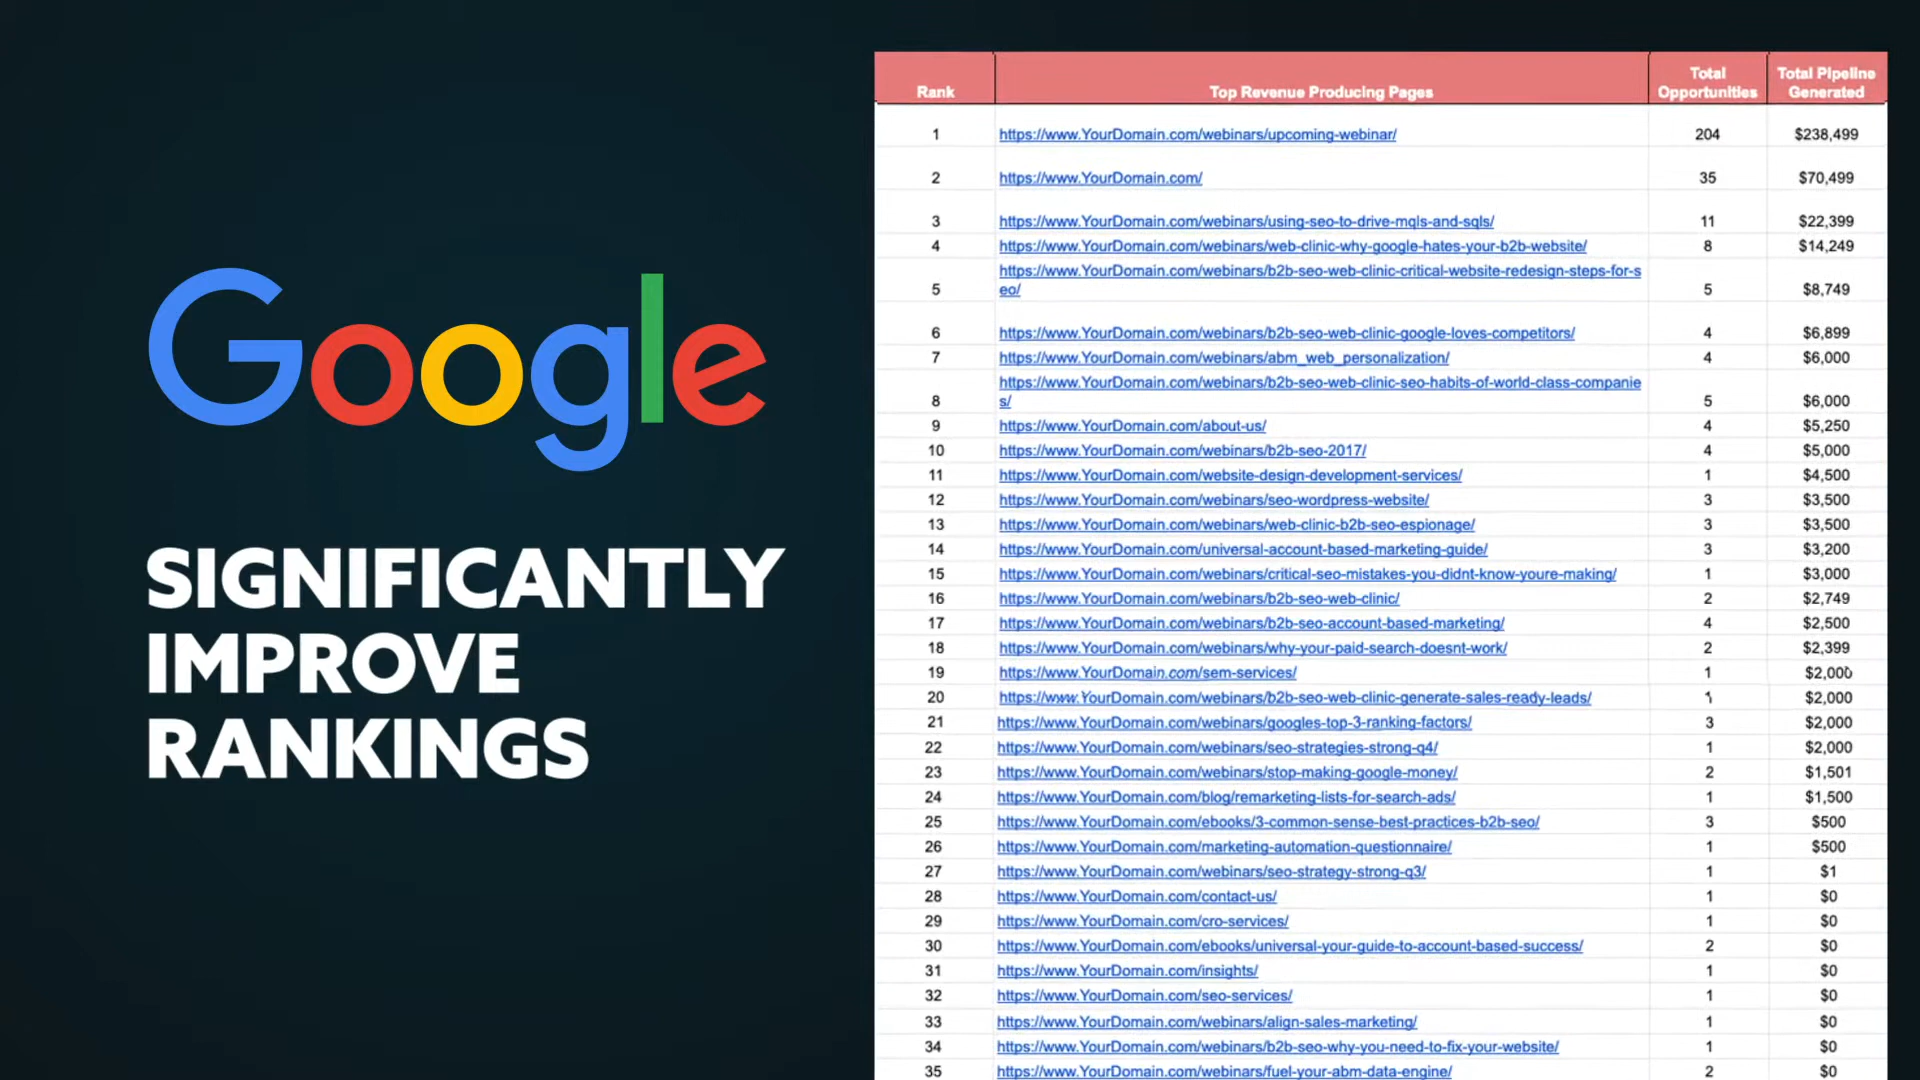 Google
SIGNIFICANTLY
IMPROVE
RANKINGS
Rank Top Revenue Producing Pages Total Opportunities Total Pipeline Generated
1 https://www.YourDomain.com/webinars/upcoming-webinar/ 204 $238,499
2 https://www.YourDomain.com/ 35 $70,499
3 https://www.YourDomain.com/webinars/using-seo-to-drive-mqls-and-sqls/ 11 $22,399
4 https://www.YourDomain.com/webinars/web-clinic-why-google-hates-your-b2b-website/ 8 $14,249
https://www.YourDomain.com/webinars/b2b-seo-web-clinic-critical-website-redesign-steps-for-s
5 eo/ 5 $8,749
6 https://www.YourDomain.com/webinars/b2b-seo-web-clinic-google-loves-competitors/ 4 $6,899
7 https://www.YourDomain.com/webinars/abm_web_personalization/ 4 $6,000
https://www.YourDomain.com/webinars/b2b-seo-web-clinic-seo-habits-of-world-class-companie
8 s/ 5 $6,000
9 https://www.YourDomain.com/about-us/ 4 $5,250
10 https://www.YourDomain.com/webinars/b2b-seo-2017/ 4 $5,000
11 https://www.YourDomain.com/website-design-development-services/ 1 $4,500
12 https://www.YourDomain.com/webinars/seo-wordpress-website/ 3 $3,500
13 https://www.YourDomain.com/webinars/web-clinic-b2b-seo-espionage/ 3 $3,500
14 https://www.YourDomain.com/universal-account-based-marketing-guide/ 3 $3,200
15 https://www.YourDomain.com/webinars/critical-seo-mistakes-you-didnt-know-youre-making/ 1 $3,000
16 https://www.YourDomain.com/webinars/b2b-seo-web-clinic/ 2 $2,749
17 https://www.YourDomain.com/webinars/b2b-seo-account-based-marketing/ 4 $2,500
18 https://www.YourDomain.com/webinars/why-your-paid-search-doesnt-work/ 2 $2,399
19 https://www.YourDomain.com/sem-services/ 1 $2,000
20 https://www.YourDomain.com/webinars/b2b-seo-web-clinic-generate-sales-ready-leads/ 1 $2,000
21 https://www.YourDomain.com/webinars/googles-top-3-ranking-factors/ 3 $2,000
22 https://www.YourDomain.com/webinars/seo-strategies-strong-q4/ 1 $2,000
23 https://www.YourDomain.com/webinars/stop-making-google-money/ 2 $1,501
24 https://www.YourDomain.com/blog/remarketing-lists-for-search-ads/ 1 $1,500
25 https://www.YourDomain.com/ebooks/3-common-sense-best-practices-b2b-seo/ 3 $500
26 https://www.YourDomain.com/marketing-automation-questionnaire/ 1 $500
27 https://www.YourDomain.com/webinars/seo-strategy-strong-q3/ 1 $1
28 https://www.YourDomain.com/contact-us/ 1 $0
29 https://www.YourDomain.com/cro-services/ 1 $0
30 https://www.YourDomain.com/ebooks/universal-your-guide-to-account-based-success/ 2 $0
31 https://www.YourDomain.com/insights/ 1 $0
32 https://www.YourDomain.com/seo-services/ 1 $0
33 https://www.YourDomain.com/webinars/align-sales-marketing/ 1 $0
34 https://www.YourDomain.com/webinars/b2b-seo-why-you-need-to-fix-your-website/ 1 $0
35 https://www.YourDomain.com/webinars/fuel-your-abm-data-engine/ 2 $0